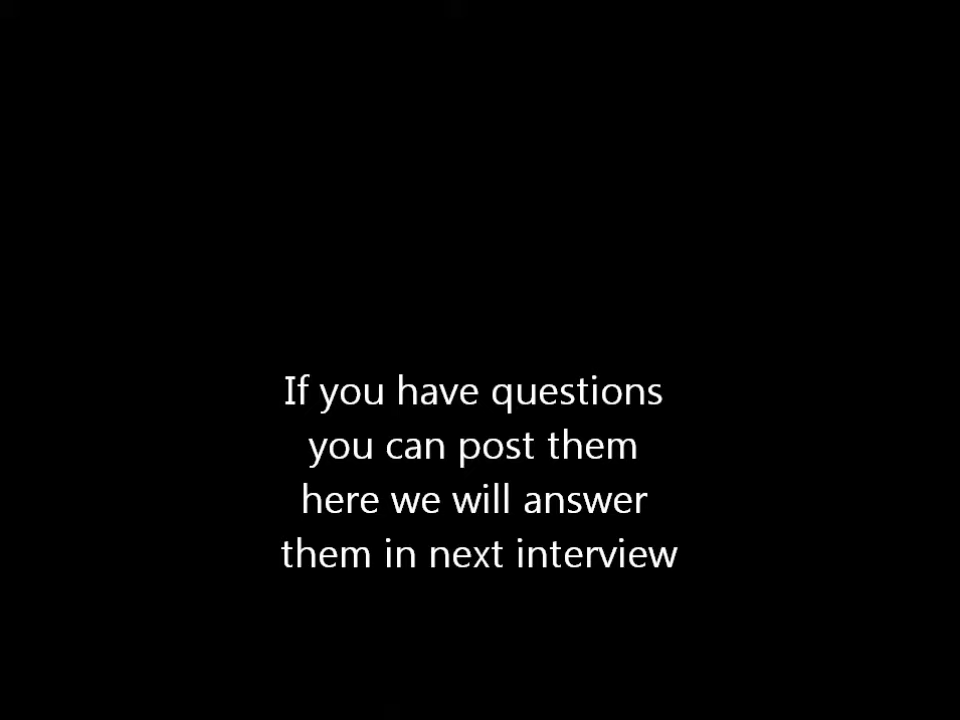 If you have questions
you can post them
here we will answer
them in next interview